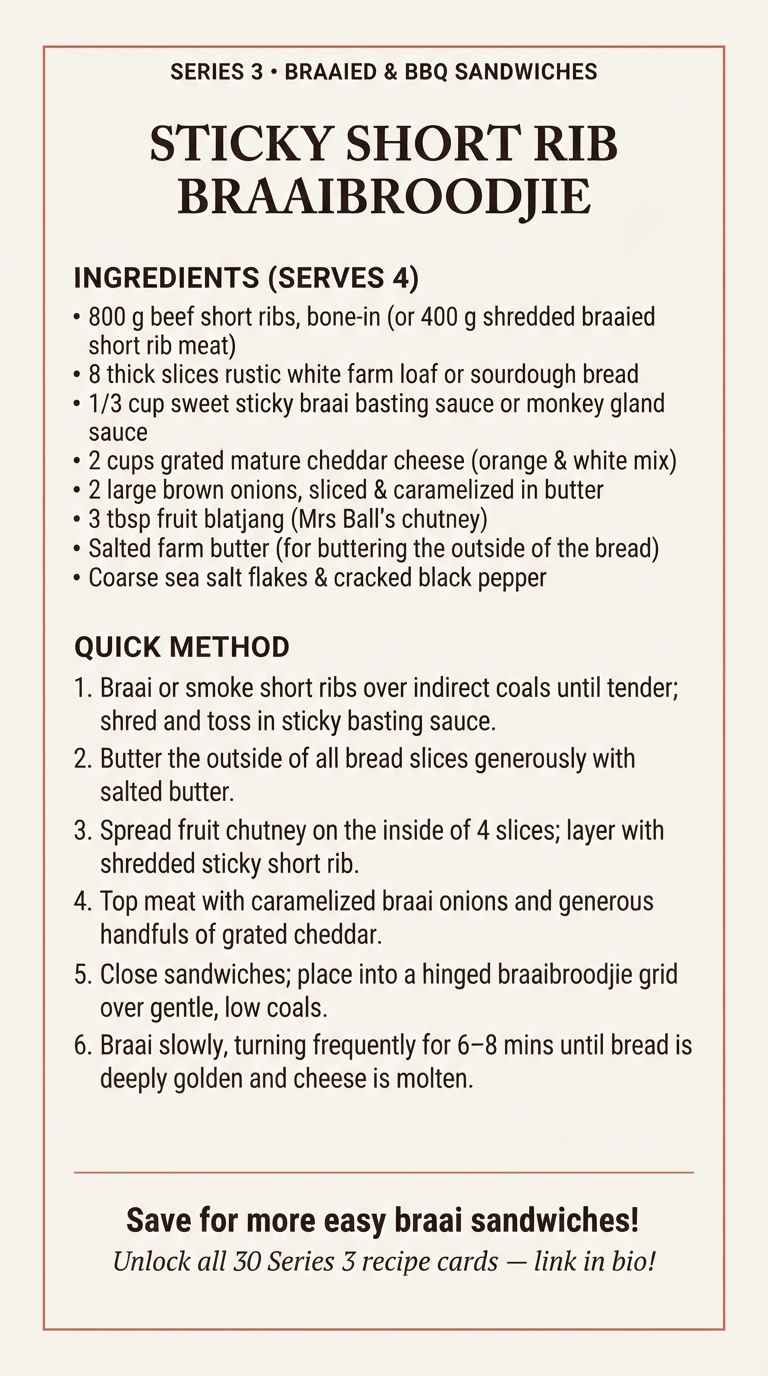 SERIES 3 • BRAAIED & BBQ SANDWICHES
STICKY SHORT RIB
BRAAIBROODJIE
INGREDIENTS (SERVES 4)
• 800 g beef short ribs, bone-in (or 400 g shredded braaied
short rib meat)
• 8 thick slices rustic white farm loaf or sourdough bread
• 1/3 cup sweet sticky braai basting sauce or monkey gland
sauce
• 2 cups grated mature cheddar cheese (orange & white mix)
• 2 large brown onions, sliced & caramelized in butter
• 3 tbsp fruit blatjang (Mrs Ball's chutney)
• Salted farm butter (for buttering the outside of the bread)
• Coarse sea salt flakes & cracked black pepper
QUICK METHOD
1. Braai or smoke short ribs over indirect coals until tender;
shred and toss in sticky basting sauce.
2. Butter the outside of all bread slices generously with
salted butter.
3. Spread fruit chutney on the inside of 4 slices; layer with
shredded sticky short rib.
4. Top meat with caramelized braai onions and generous
handfuls of grated cheddar.
5. Close sandwiches; place into a hinged braaibroodjie grid
over gentle, low coals.
6. Braai slowly, turning frequently for 6–8 mins until bread is
deeply golden and cheese is molten.
Save for more easy braai sandwiches!
Unlock all 30 Series 3 recipe cards — link in bio!